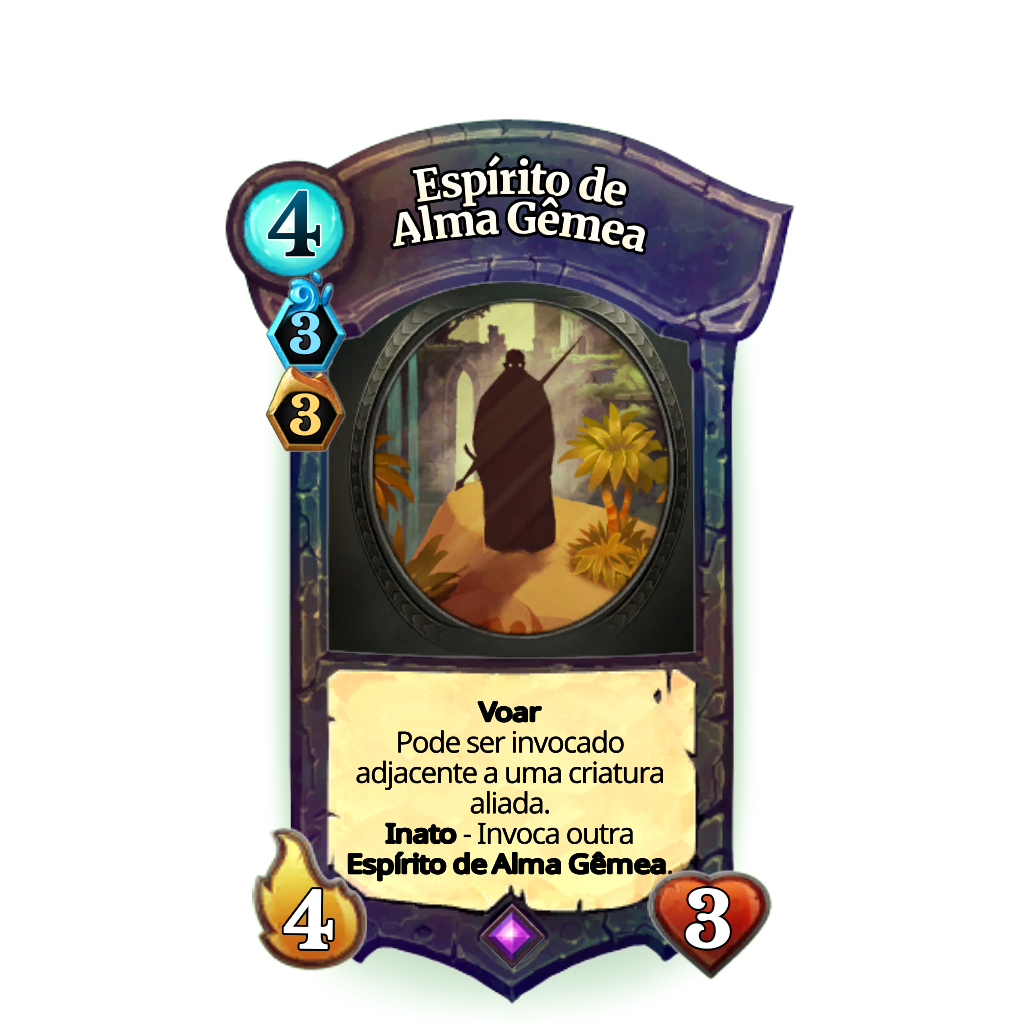 Espírito de
Alma Gêmea
4
3
3
Voar
Pode ser invocado
adjacente a uma criatura
aliada.
Inato - Invoca outra
Espírito de Alma Gêmea.
4
3